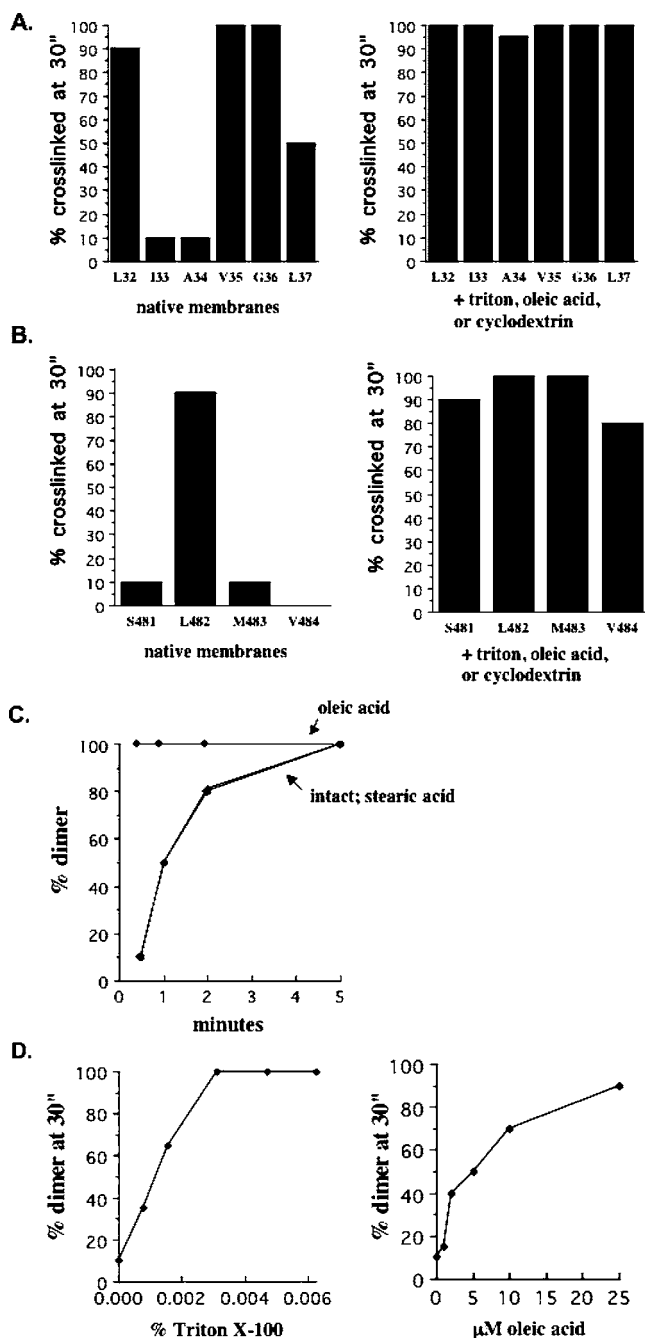 A.
% crosslinked at 30"
100
90
80
70
60
50
40
30
20
10
0
L32 I33 A34 V35 G36 L37
native membranes
% crosslinked at 30"
100
90
80
70
60
50
40
30
20
10
0
L32 I33 A34 V35 G36 L37
+ triton, oleic acid,
or cyclodextrin
B.
% crosslinked at 30"
100
90
80
70
60
50
40
30
20
10
0
S481 L482 M483 V484
native membranes
% crosslinked at 30"
100
90
80
70
60
50
40
30
20
10
0
S481 L482 M483 V484
+ triton, oleic acid,
or cyclodextrin
C.
oleic acid
intact; stearic acid
% dimer
100
80
60
40
20
0
0 1 2 3 4 5
minutes
D.
% dimer at 30"
100
80
60
40
20
0
0.000 0.002 0.004 0.006
% Triton X-100
% dimer at 30"
100
80
60
40
20
0
0 5 10 15 20 25
µM oleic acid